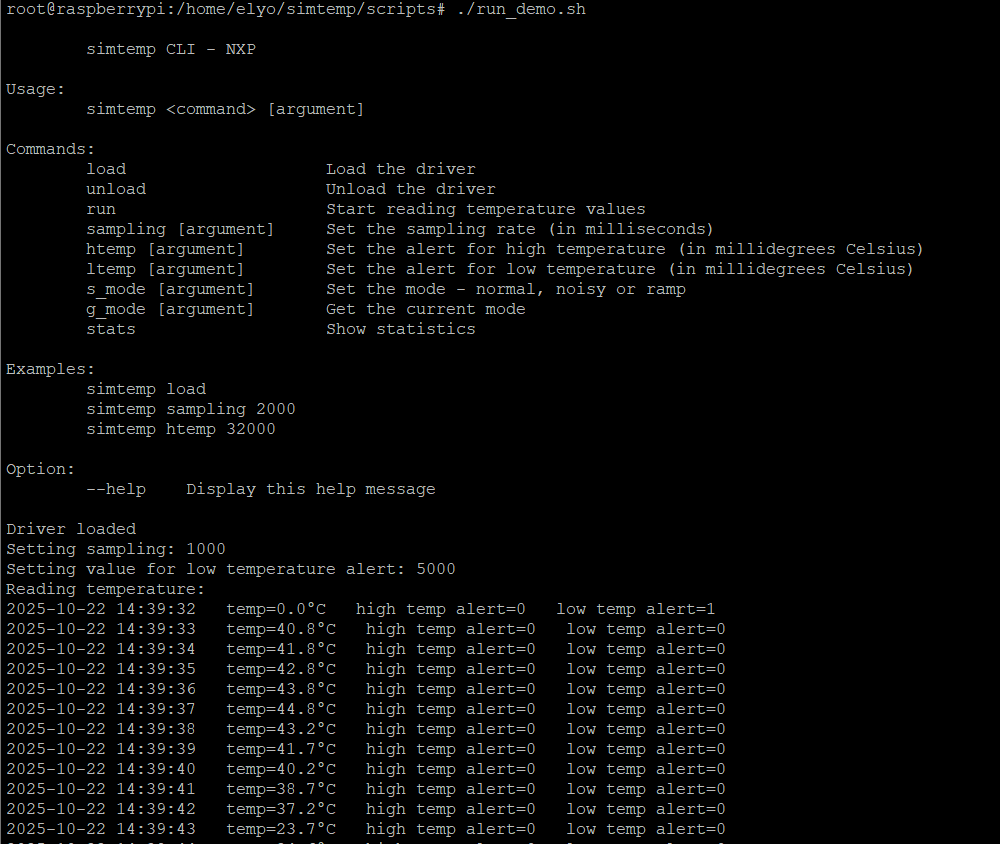 root@raspberrypi:/home/elyo/simtemp/scripts# ./run_demo.sh
simtemp CLI – NXP
Usage:
simtemp <command> [argument]
Commands:
load Load the driver
unload Unload the driver
run Start reading temperature values
sampling [argument] Set the sampling rate (in milliseconds)
htemp [argument] Set the alert for high temperature (in millidegrees Celsius)
ltemp [argument] Set the alert for low temperature (in millidegrees Celsius)
s_mode [argument] Set the mode – normal, noisy or ramp
g_mode [argument] Get the current mode
stats Show statistics
Examples:
simtemp load
simtemp sampling 2000
simtemp htemp 32000
Option:
--help Display this help message
Driver loaded
Setting sampling: 1000
Setting value for low temperature alert: 5000
Reading temperature:
2025-10-22 14:39:32 temp=0.0°C high temp alert=0 low temp alert=1
2025-10-22 14:39:33 temp=40.8°C high temp alert=0 low temp alert=0
2025-10-22 14:39:34 temp=41.8°C high temp alert=0 low temp alert=0
2025-10-22 14:39:35 temp=42.8°C high temp alert=0 low temp alert=0
2025-10-22 14:39:36 temp=43.8°C high temp alert=0 low temp alert=0
2025-10-22 14:39:37 temp=44.8°C high temp alert=0 low temp alert=0
2025-10-22 14:39:38 temp=43.2°C high temp alert=0 low temp alert=0
2025-10-22 14:39:39 temp=41.7°C high temp alert=0 low temp alert=0
2025-10-22 14:39:40 temp=40.2°C high temp alert=0 low temp alert=0
2025-10-22 14:39:41 temp=38.7°C high temp alert=0 low temp alert=0
2025-10-22 14:39:42 temp=37.2°C high temp alert=0 low temp alert=0
2025-10-22 14:39:43 temp=23.7°C high temp alert=0 low temp alert=0